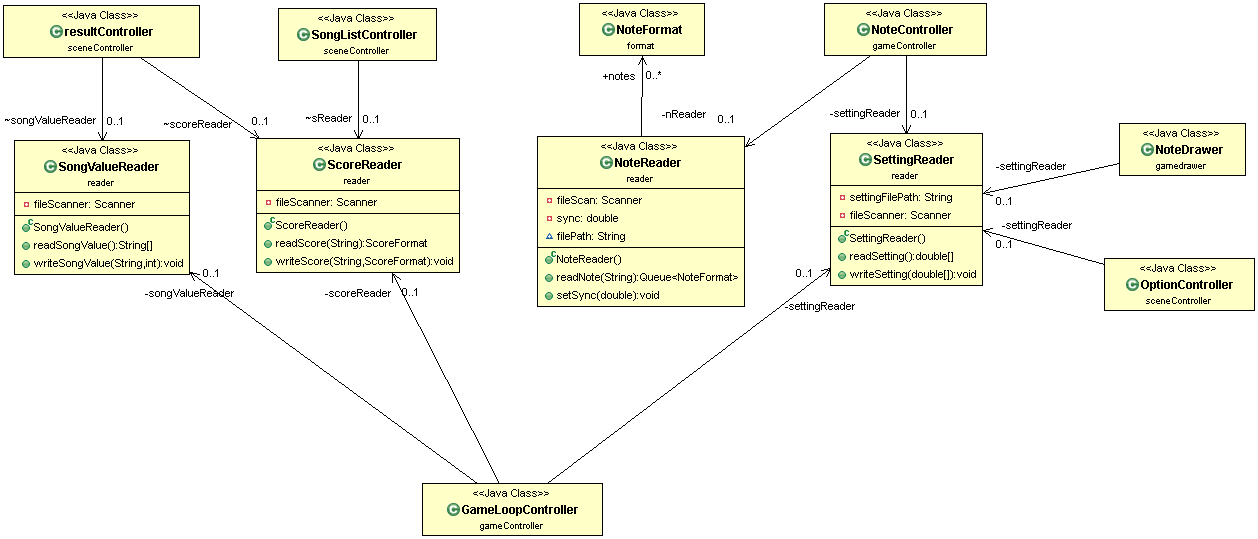 <<Java Class>>
resultController
sceneController
<<Java Class>>
SongListController
sceneController
<<Java Class>>
NoteFormat
format
<<Java Class>>
NoteController
gameController
~songValueReader
0..1
~scoreReader
0..1
~sReader
0..1
+notes
0..*
-nReader
0..1
-settingReader
0..1
<<Java Class>>
SongValueReader
reader
fileScanner: Scanner
SongValueReader()
readSongValue():String[]
writeSongValue(String,int):void
<<Java Class>>
ScoreReader
reader
fileScanner: Scanner
ScoreReader()
readScore(String):ScoreFormat
writeScore(String,ScoreFormat):void
<<Java Class>>
NoteReader
reader
fileScan: Scanner
sync: double
filePath: String
NoteReader()
readNote(String):Queue<NoteFormat>
setSync(double):void
<<Java Class>>
SettingReader
reader
settingFilePath: String
fileScanner: Scanner
SettingReader()
readSetting():double[]
writeSetting(double[]):void
<<Java Class>>
NoteDrawer
gamedrawer
-settingReader
0..1
-settingReader
0..1
<<Java Class>>
OptionController
sceneController
0..1
-songValueReader
-scoreReader
0..1
0..1
-settingReader
<<Java Class>>
GameLoopController
gameController